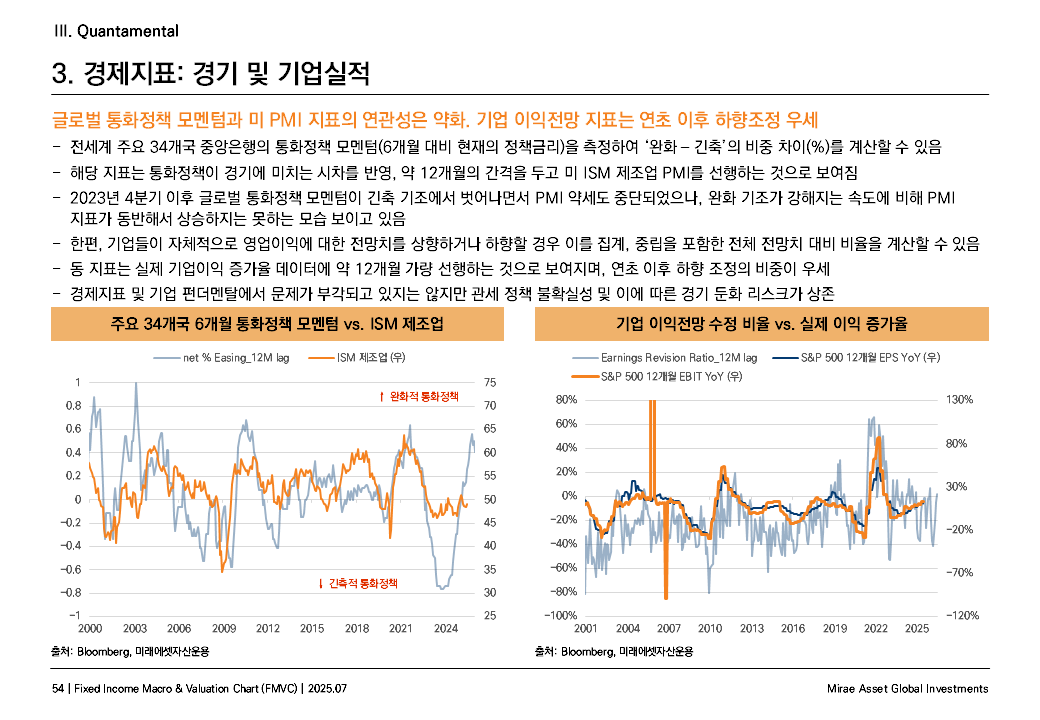 III. Quantamental
3. 경제지표: 경기 및 기업실적
글로벌 통화정책 모멘텀과 미 PMI 지표의 연관성은 약화. 기업 이익전망 지표는 연초 이후 하향조정 우세
– 전세계 주요 34개국 중앙은행의 통화정책 모멘텀(6개월 대비 현재의 정책금리)을 측정하여 ‘완화 – 긴축’의 비중 차이(%)를 계산할 수 있음
– 해당 지표는 통화정책이 경기에 미치는 시차를 반영, 약 12개월의 간격을 두고 미 ISM 제조업 PMI를 선행하는 것으로 보여짐
– 2023년 4분기 이후 글로벌 통화정책 모멘텀이 긴축 기조에서 벗어나면서 PMI 약세도 중단되었으나, 완화 기조가 강해지는 속도에 비해 PMI
지표가 동반해서 상승하지는 못하는 모습 보이고 있음
– 한편, 기업들이 자체적으로 영업이익에 대한 전망치를 상향하거나 하향할 경우 이를 집계, 중립을 포함한 전체 전망치 대비 비율을 계산할 수 있음
– 동 지표는 실제 기업이익 증가율 데이터에 약 12개월 가량 선행하는 것으로 보여지며, 연초 이후 하향 조정의 비중이 우세
– 경제지표 및 기업 펀더멘탈에서 문제가 부각되고 있지는 않지만 관세 정책 불확실성 및 이에 따른 경기 둔화 리스크가 상존
주요 34개국 6개월 통화정책 모멘텀 vs. ISM 제조업
net % Easing_12M lag
ISM 제조업 (우)
↑ 완화적 통화정책
↓ 긴축적 통화정책
1
0.8
0.6
0.4
0.2
0
−0.2
−0.4
−0.6
−0.8
−1
75
70
65
60
55
50
45
40
35
30
25
2000 2003 2006 2009 2012 2015 2018 2021 2024
출처: Bloomberg, 미래에셋자산운용
기업 이익전망 수정 비율 vs. 실제 이익 증가율
Earnings Revision Ratio_12M lag
S&P 500 12개월 EPS YoY (우)
S&P 500 12개월 EBIT YoY (우)
80%
60%
40%
20%
0%
−20%
−40%
−60%
−80%
−100%
130%
80%
30%
−20%
−70%
−120%
2001 2004 2007 2010 2013 2016 2019 2022 2025
출처: Bloomberg, 미래에셋자산운용
54 | Fixed Income Macro & Valuation Chart (FMVC) | 2025.07
Mirae Asset Global Investments